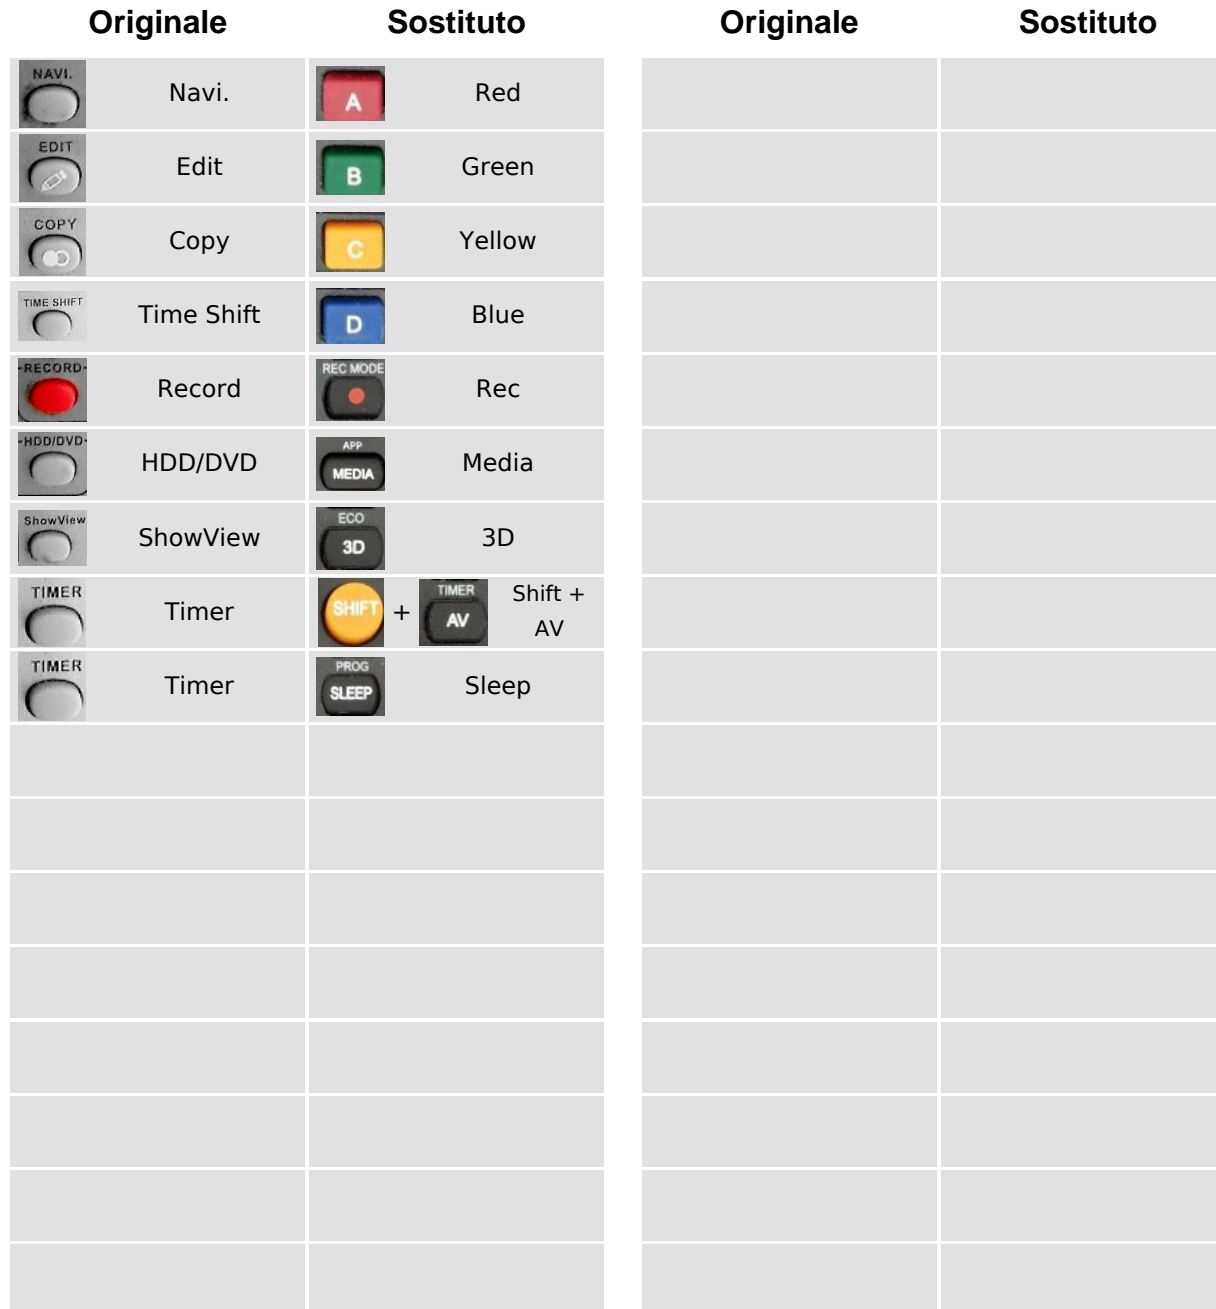 Originale Sostituto Originale Sostituto
NAVI. Navi. A Red
EDIT Edit B Green
COPY Copy C Yellow
TIME SHIFT Time Shift D Blue
-RECORD- Record REC MODE Rec
-HDD/DVD- HDD/DVD APP MEDIA Media
ShowView ShowView ECO 3D 3D
TIMER Timer SHIFT + TIMER AV Shift +
AV
TIMER Timer PROG SLEEP Sleep